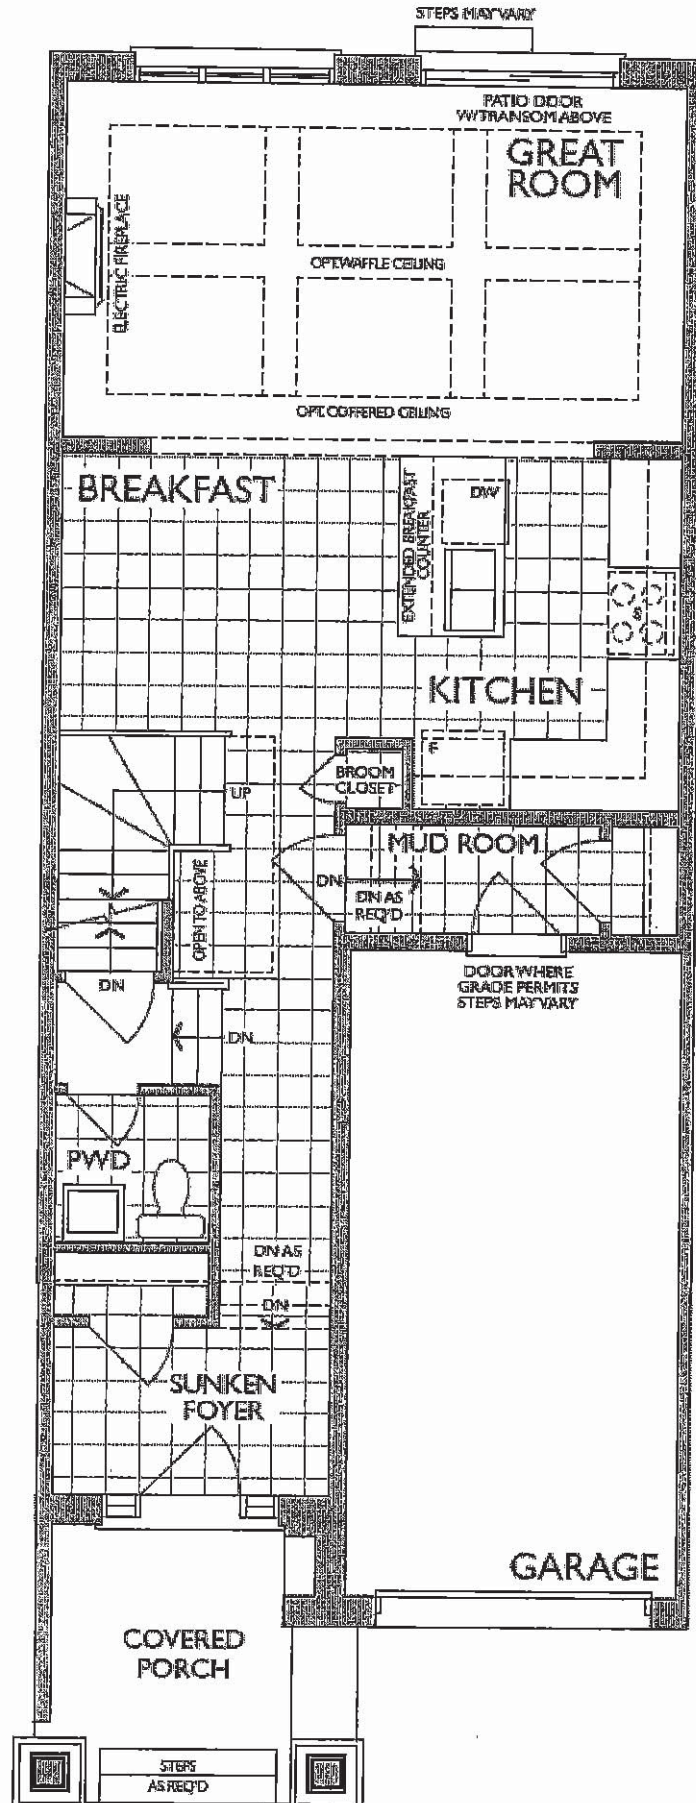 STEPS MAY VARY
PATIO DOOR
W/TRANSOM ABOVE
GREAT
ROOM
ELECTRIC FIREPLACE
OPT. WAFFLE CEILING
OPT. COFFERED CEILING
BREAKFAST
EXTENDED BREAKFAST
COUNTER
DW
S
KITCHEN
F
UP
BROOM
CLOSET
MUD ROOM
DN
DN AS
REQ'D
OPEN TO ABOVE
DN
DOOR WHERE
GRADE PERMITS
STEPS MAY VARY
DN
PWD
DN AS
REQ'D
DN
SUNKEN
FOYER
GARAGE
COVERED
PORCH
STEPS
AS REQ'D